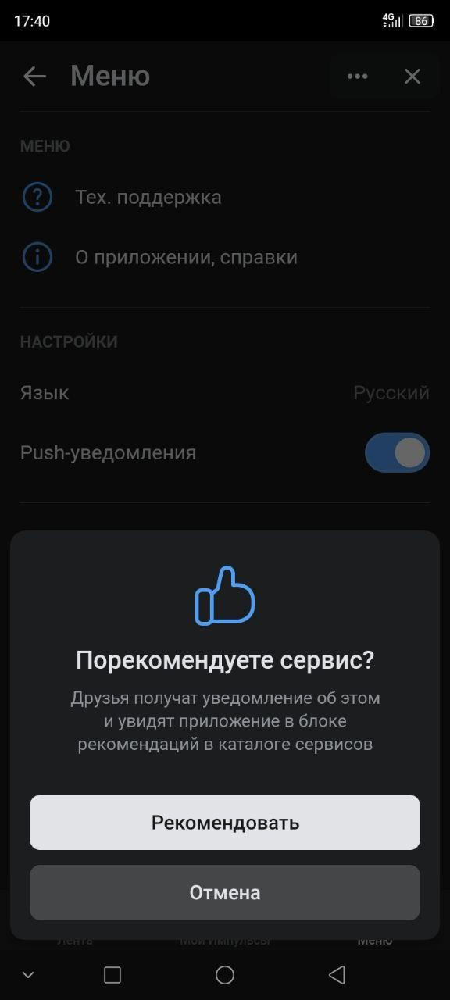 17:40
4G
86
Меню
МЕНЮ
Тех. поддержка
О приложении, справки
НАСТРОЙКИ
Язык
Русский
Push-уведомления
Порекомендуете сервис?
Друзья получат уведомление об этом
и увидят приложение в блоке
рекомендаций в каталоге сервисов
Рекомендовать
Отмена
Лента
Мои Импульсы
Меню